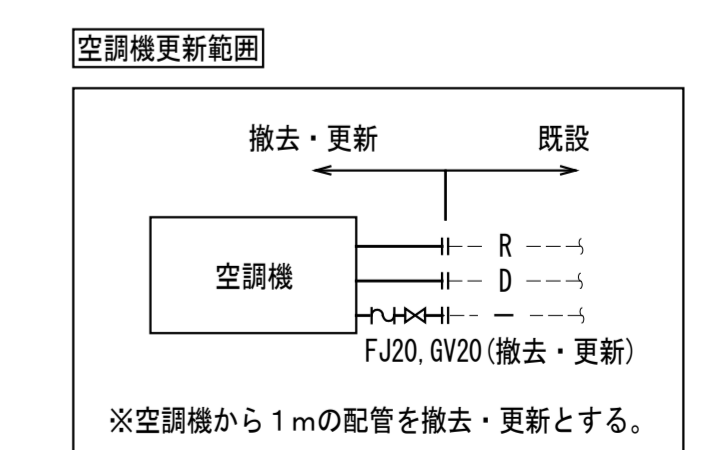 空調機更新範囲
撤去・更新
既設
空調機
R
D
FJ20,GV20(撤去・更新)
※空調機から1mの配管を撤去・更新とする。